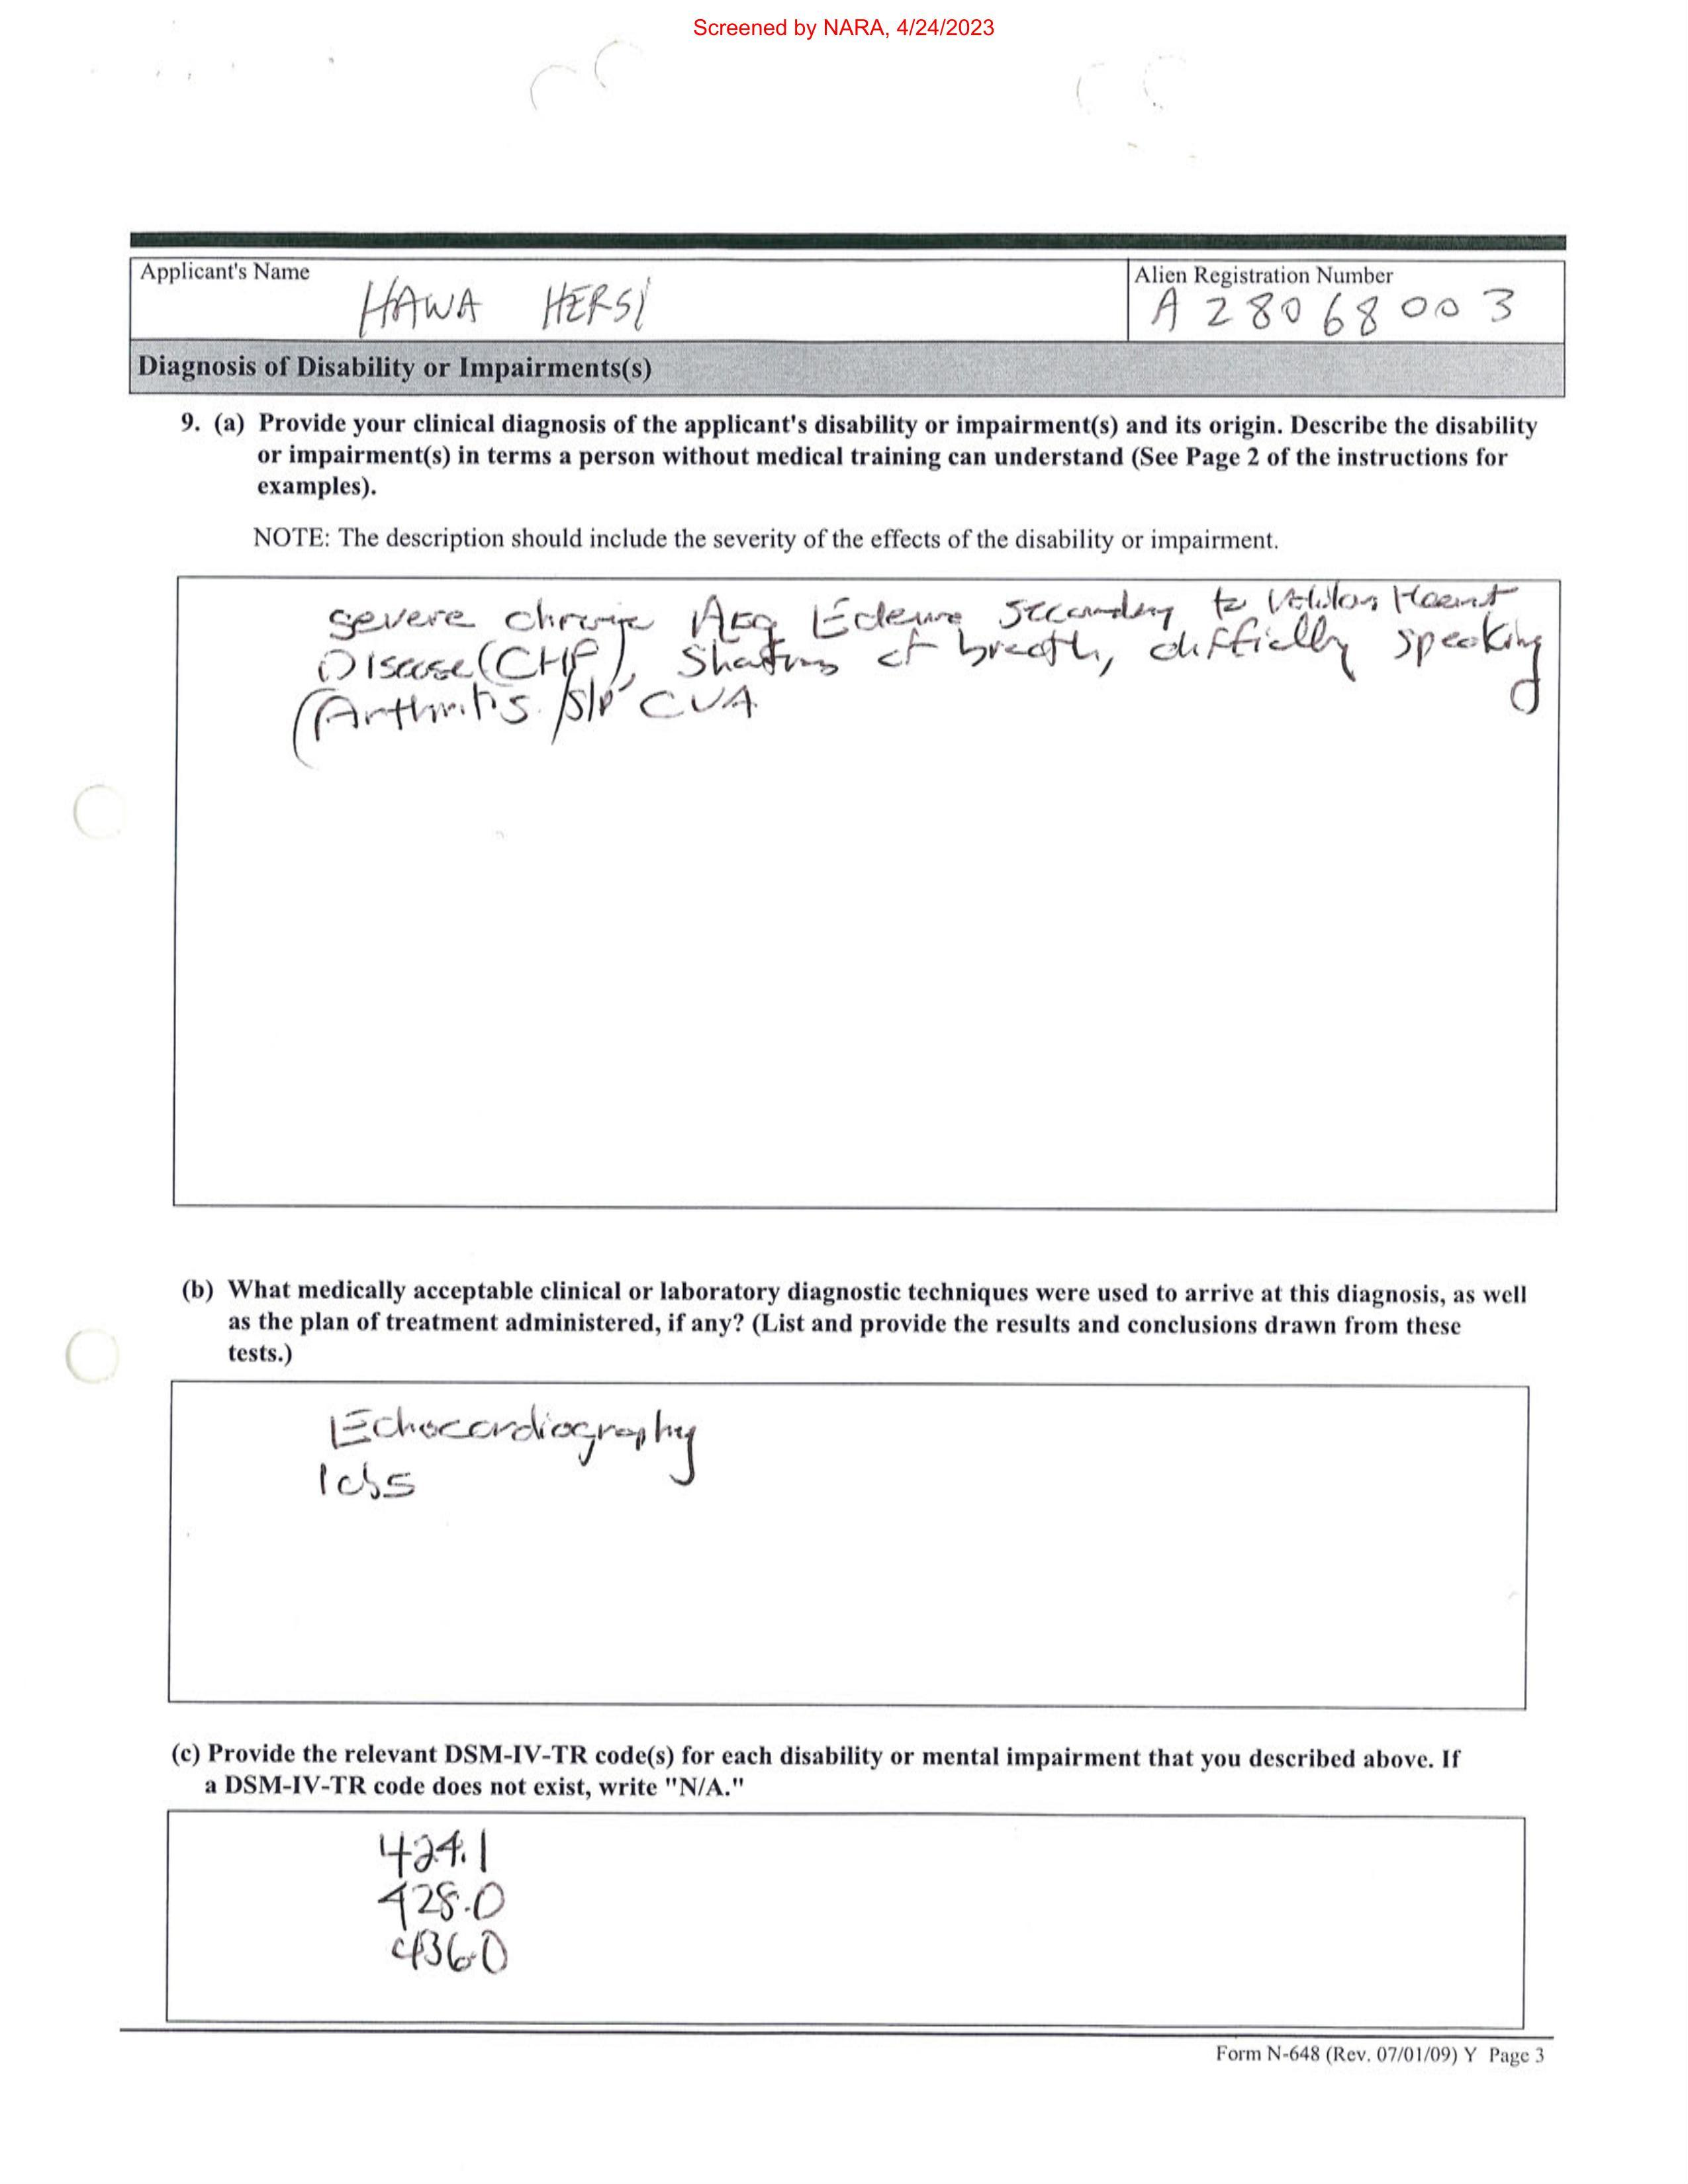 Screened by NARA, 4/24/2023
Applicant's Name
HAWA HERSI
Alien Registration Number
A 28068003
Diagnosis of Disability or Impairments(s)
9. (a) Provide your clinical diagnosis of the applicant's disability or impairment(s) and its origin. Describe the disability
or impairment(s) in terms a person without medical training can understand (See Page 2 of the instructions for
examples).
NOTE: The description should include the severity of the effects of the disability or impairment.
severe chronic Edema secondary to Heart
Disease (CHF), of breath, speaking
Arthritis. S/P CVA
(b) What medically acceptable clinical or laboratory diagnostic techniques were used to arrive at this diagnosis, as well
as the plan of treatment administered, if any? (List and provide the results and conclusions drawn from these
tests.)
Echocardiography
(c) Provide the relevant DSM-IV-TR code(s) for each disability or mental impairment that you described above. If
a DSM-IV-TR code does not exist, write "N/A."
424.1
428.0
436.0
Form N-648 (Rev. 07/01/09) Y Page 3